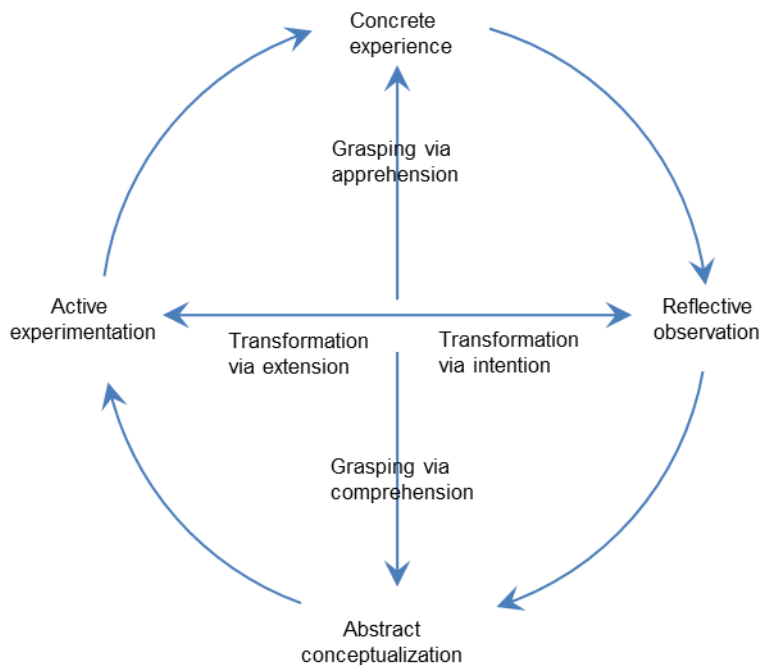 Concrete
experience
Grasping via
apprehension
Active
experimentation
Reflective
observation
Transformation
via extension
Transformation
via intention
Grasping via
comprehension
Abstract
conceptualization